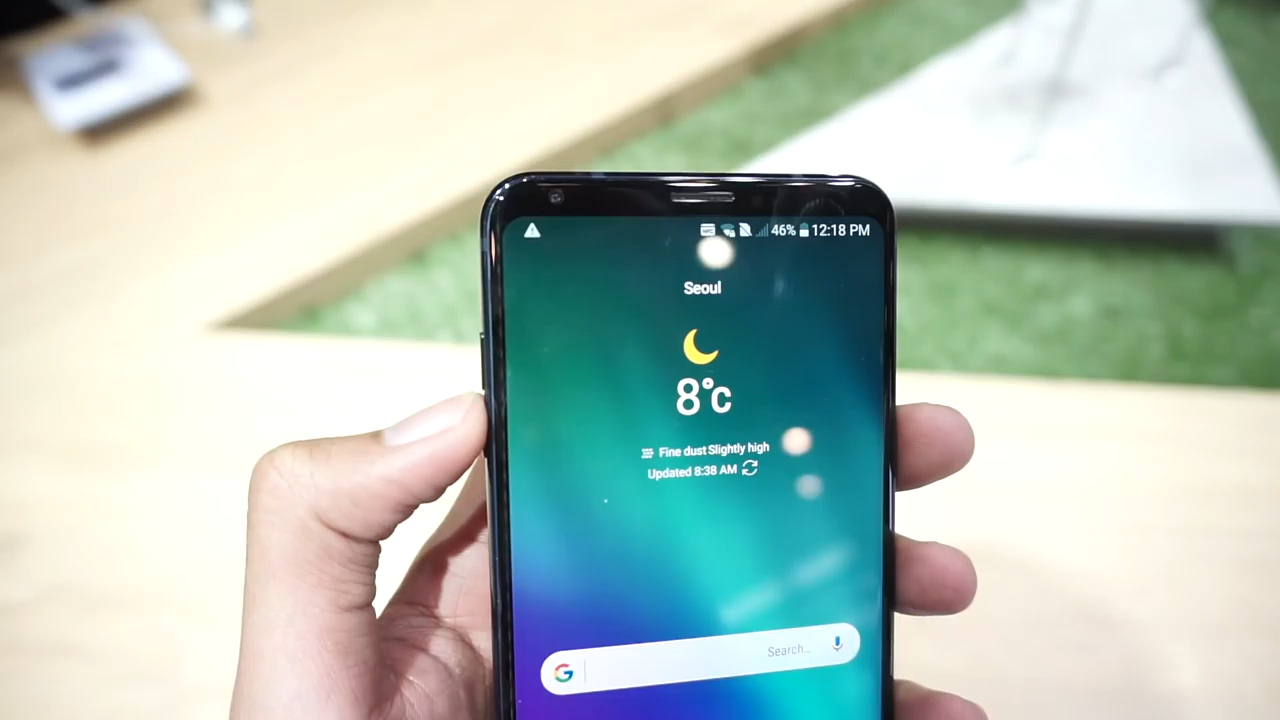 46% 12:18 PM
Seoul
8°c
Fine dust Slightly high
Updated 8:38 AM
Search...